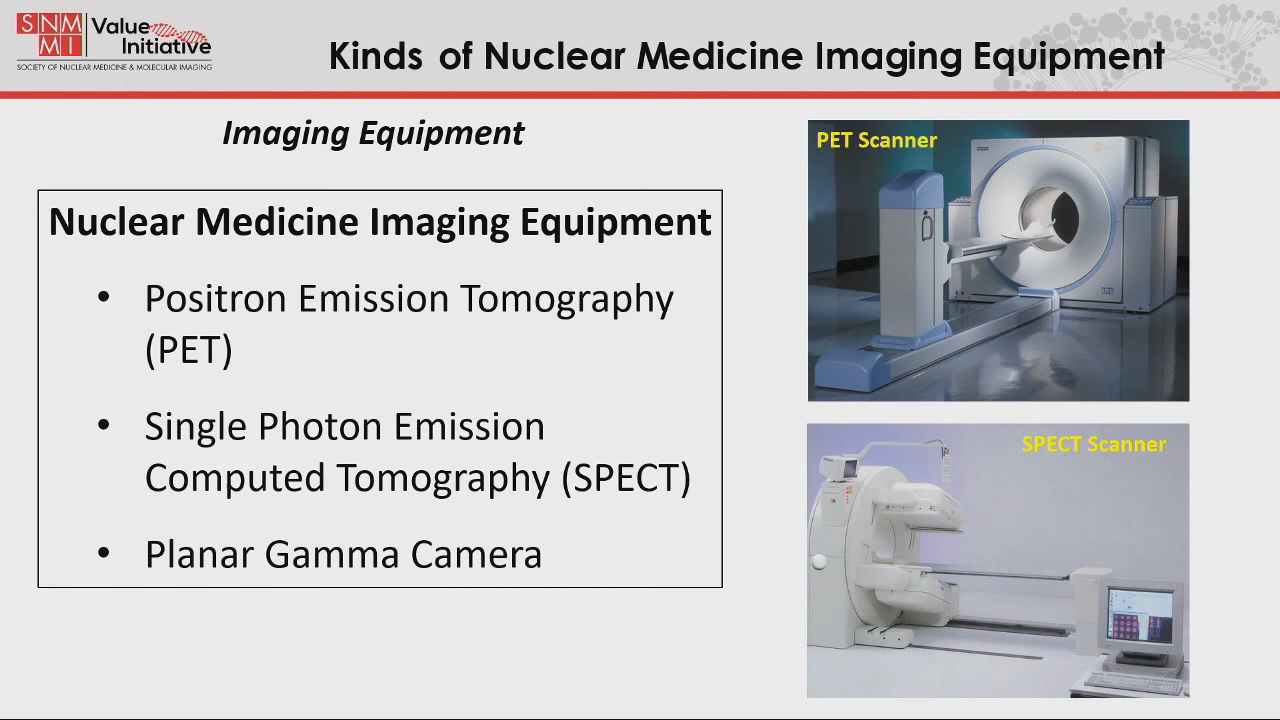 SNM
MI
Value
Initiative
SOCIETY OF NUCLEAR MEDICINE & MOLECULAR IMAGING
Kinds of Nuclear Medicine Imaging Equipment
Imaging Equipment
Nuclear Medicine Imaging Equipment
• Positron Emission Tomography
(PET)
• Single Photon Emission
Computed Tomography (SPECT)
• Planar Gamma Camera
PET Scanner
SPECT Scanner